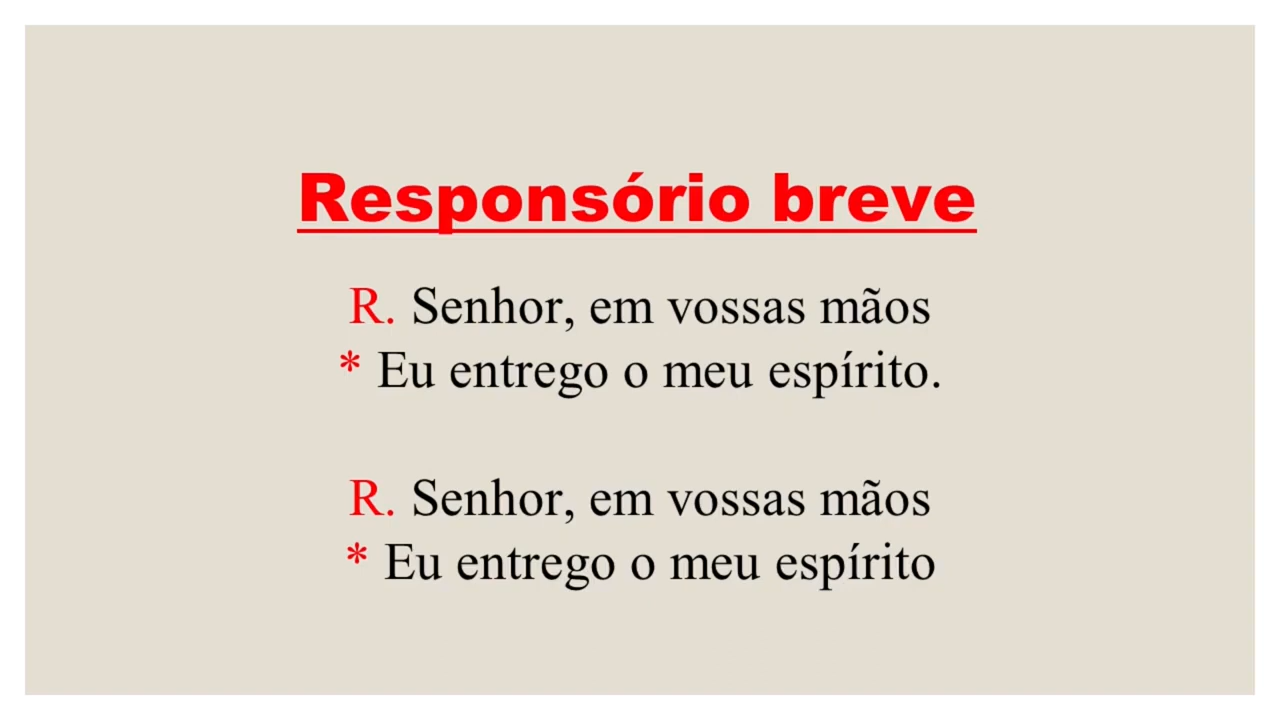 Responsório breve
R. Senhor, em vossas mãos
* Eu entrego o meu espírito.
R. Senhor, em vossas mãos
* Eu entrego o meu espírito